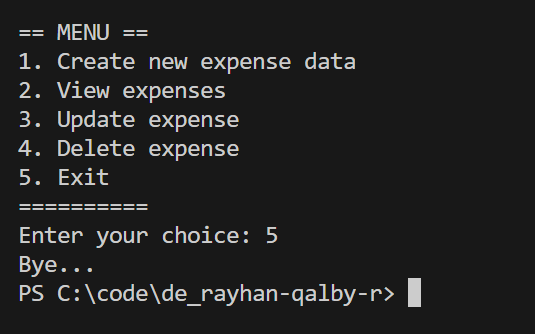 == MENU ==
1. Create new expense data
2. View expenses
3. Update expense
4. Delete expense
5. Exit
==========
Enter your choice: 5
Bye...
PS C:\code\de_rayhan-qalby-r>